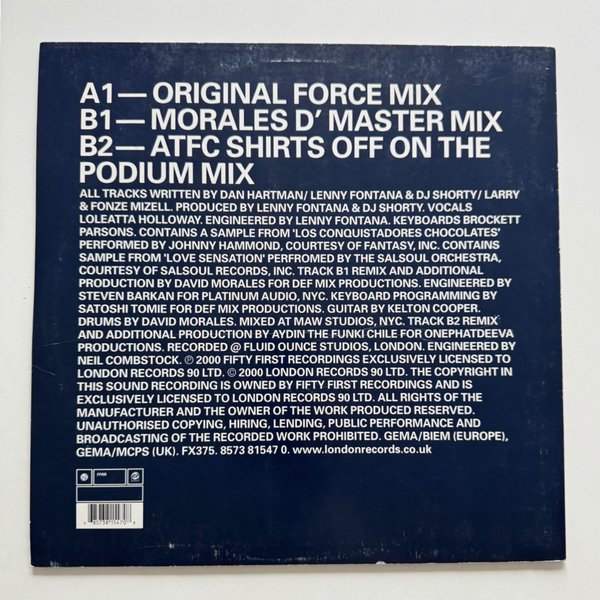 A1 — ORIGINAL FORCE MIX
B1 — MORALES D' MASTER MIX
B2 — ATFC SHIRTS OFF ON THE
PODIUM MIX
ALL TRACKS WRITTEN BY DAN HARTMAN/ LENNY FONTANA & DJ SHORTY/ LARRY
& FONZE MIZELL. PRODUCED BY LENNY FONTANA & DJ SHORTY. VOCALS
LOLEATTA HOLLOWAY. ENGINEERED BY LENNY FONTANA. KEYBOARDS BROCKETT
PARSONS. CONTAINS A SAMPLE FROM 'LOS CONQUISTADORES CHOCOLATES'
PERFORMED BY JOHNNY HAMMOND, COURTESY OF FANTASY, INC. CONTAINS
SAMPLE FROM 'LOVE SENSATION' PERFROMED BY THE SALSOUL ORCHESTRA,
COURTESY OF SALSOUL RECORDS, INC. TRACK B1 REMIX AND ADDITIONAL
PRODUCTION BY DAVID MORALES FOR DEF MIX PRODUCTIONS. ENGINEERED BY
STEVEN BARKAN FOR PLATINUM AUDIO, NYC. KEYBOARD PROGRAMMING BY
SATOSHI TOMIE FOR DEF MIX PRODUCTIONS. GUITAR BY KELTON COOPER.
DRUMS BY DAVID MORALES. MIXED AT MAW STUDIOS, NYC. TRACK B2 REMIX
AND ADDITIONAL PRODUCTION BY AYDIN THE FUNKI CHILE FOR ONEPHATDEEVA
PRODUCTIONS. RECORDED @ FLUID OUNCE STUDIOS, LONDON. ENGINEERED BY
NEIL COMBSTOCK. ℗ 2000 FIFTY FIRST RECORDINGS EXCLUSIVELY LICENSED TO
LONDON RECORDS 90 LTD. © 2000 LONDON RECORDS 90 LTD. THE COPYRIGHT IN
THIS SOUND RECORDING IS OWNED BY FIFTY FIRST RECORDINGS AND IS
EXCLUSIVELY LICENSED TO LONDON RECORDS 90 LTD. ALL RIGHTS OF THE
MANUFACTURER AND THE OWNER OF THE WORK PRODUCED RESERVED.
UNAUTHORISED COPYING, HIRING, LENDING, PUBLIC PERFORMANCE AND
BROADCASTING OF THE RECORDED WORK PROHIBITED. GEMA/BIEM (EUROPE),
GEMA/MCPS (UK). FX375. 8573 81547 0. www.londonrecords.co.uk
FFRR